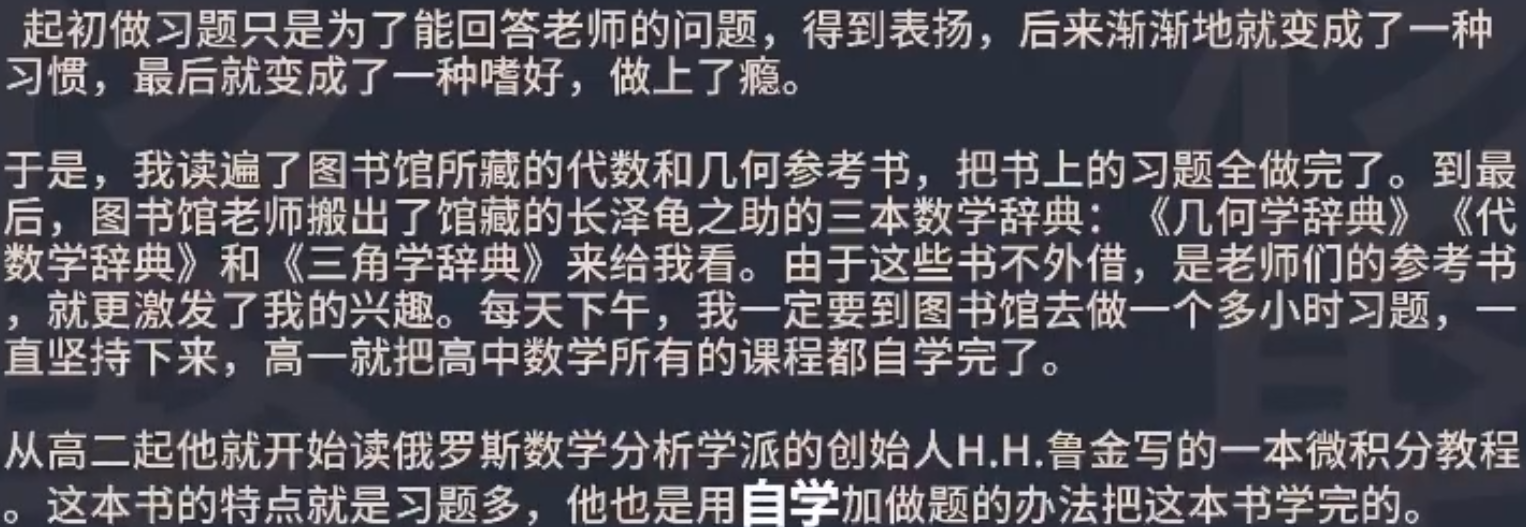 起初做习题只是为了能回答老师的问题，得到表扬，后来渐渐地就变成了一种
习惯，最后就变成了一种嗜好，做上了瘾。
于是，我读遍了图书馆所藏的代数和几何参考书，把书上的习题全做完了。到最
后，图书馆老师搬出了馆藏的长泽龟之助的三本数学辞典：《几何学辞典》《代
数学辞典》和《三角学辞典》来给我看。由于这些书不外借，是老师们的参考书
，就更激发了我的兴趣。每天下午，我一定要到图书馆去做一个多小时习题，一
直坚持下来，高一就把高中数学所有的课程都自学完了。
从高二起他就开始读俄罗斯数学分析学派的创始人H.H.鲁金写的一本微积分教程
。这本书的特点就是习题多，他也是用自学加做题的办法把这本书学完的。